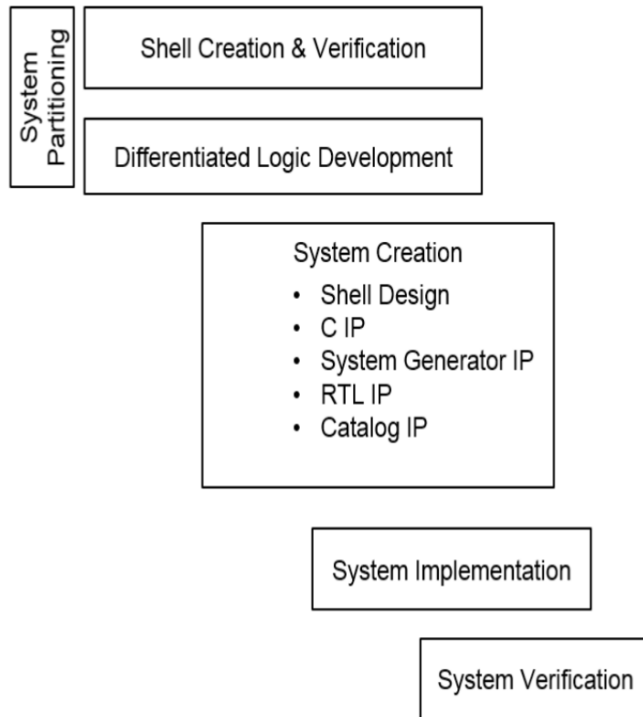 System
Partitioning
Shell Creation & Verification
Differentiated Logic Development
System Creation
• Shell Design
• C IP
• System Generator IP
• RTL IP
• Catalog IP
System Implementation
System Verification